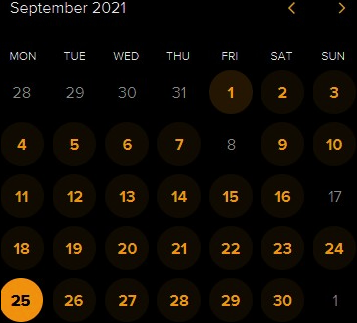 September 2021
MON TUE WED THU FRI SAT SUN
28 29 30 31 1 2 3
4 5 6 7 8 9 10
11 12 13 14 15 16 17
18 19 20 21 22 23 24
25 26 27 28 29 30 1